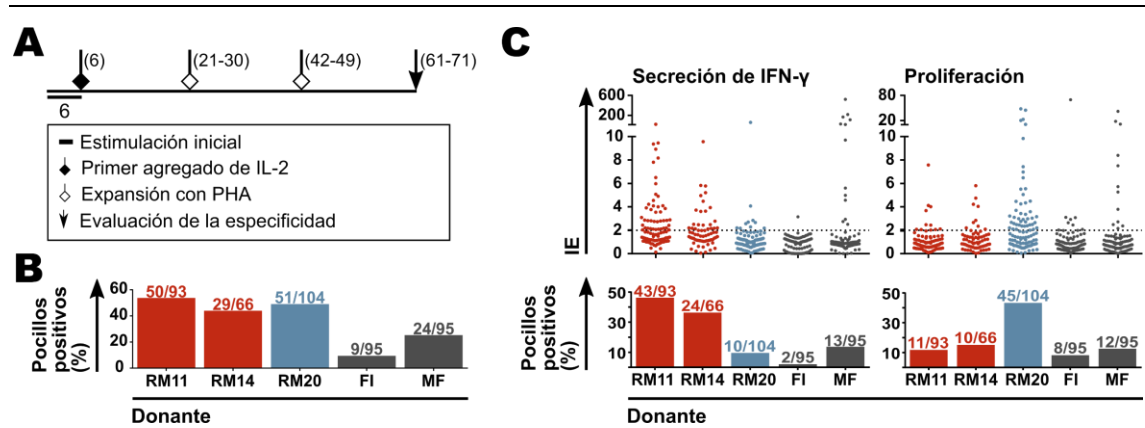 A
(6)
(21-30)
(42-49)
(61-71)
6
Estimulación inicial
Primer agregado de IL-2
Expansión con PHA
Evaluación de la especificidad
B
Pocillos
positivos
(%)
60
40
20
0
50/93
29/66
51/104
9/95
24/95
RM11
RM14
RM20
FI
MF
Donante
C
Secreción de IFN-γ
Proliferación
IE
600
200
10
8
6
4
2
0
80
20
10
8
6
4
2
0
Pocillos
positivos
(%)
50
30
10
43/93
24/66
10/104
2/95
13/95
RM11
RM14
RM20
FI
MF
50
30
10
11/93
10/66
45/104
8/95
12/95
RM11
RM14
RM20
FI
MF
Donante